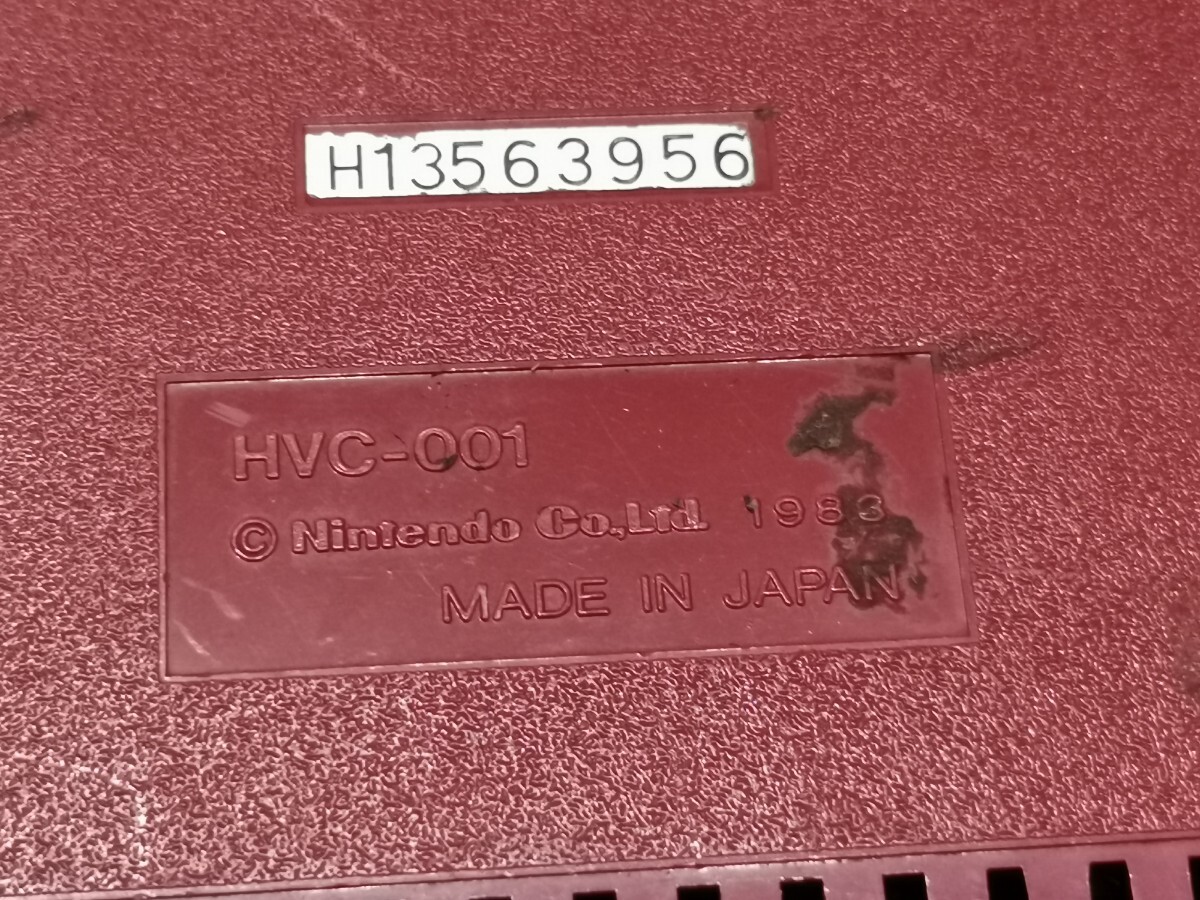 H13563956
HVC-001
© Nintendo Co.,Ltd. 1983
MADE IN JAPAN